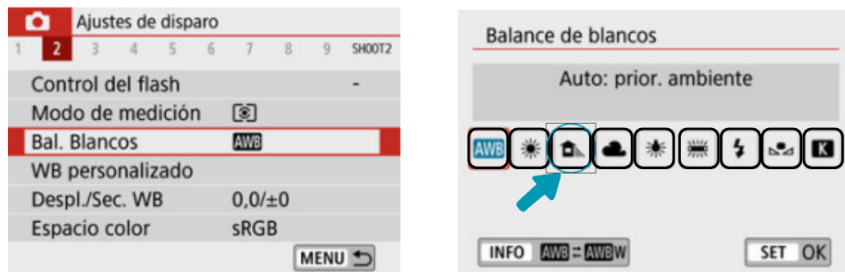 Ajustes de disparo
1 2 3 4 5 6 7 8 9 SHOOT2
Control del flash -
Modo de medición
Bal. Blancos AWB
WB personalizado
Despl./Sec. WB 0,0/±0
Espacio color sRGB
MENU
Balance de blancos
Auto: prior. ambiente
AWB K
INFO AWB AWBW
SET OK